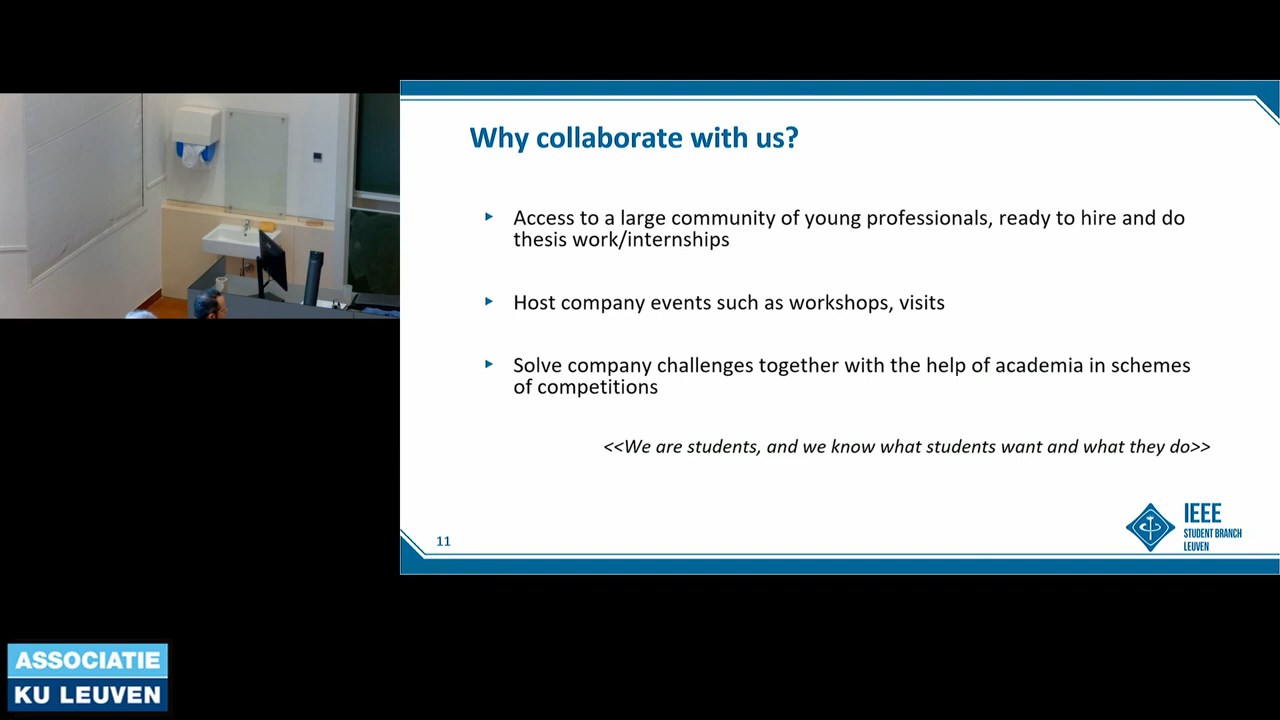 Why collaborate with us?
Access to a large community of young professionals, ready to hire and do
thesis work/internships
Host company events such as workshops, visits
Solve company challenges together with the help of academia in schemes
of competitions
<<We are students, and we know what students want and what they do>>
IEEE
STUDENT BRANCH
LEUVEN
11
ASSOCIATIE
KU LEUVEN